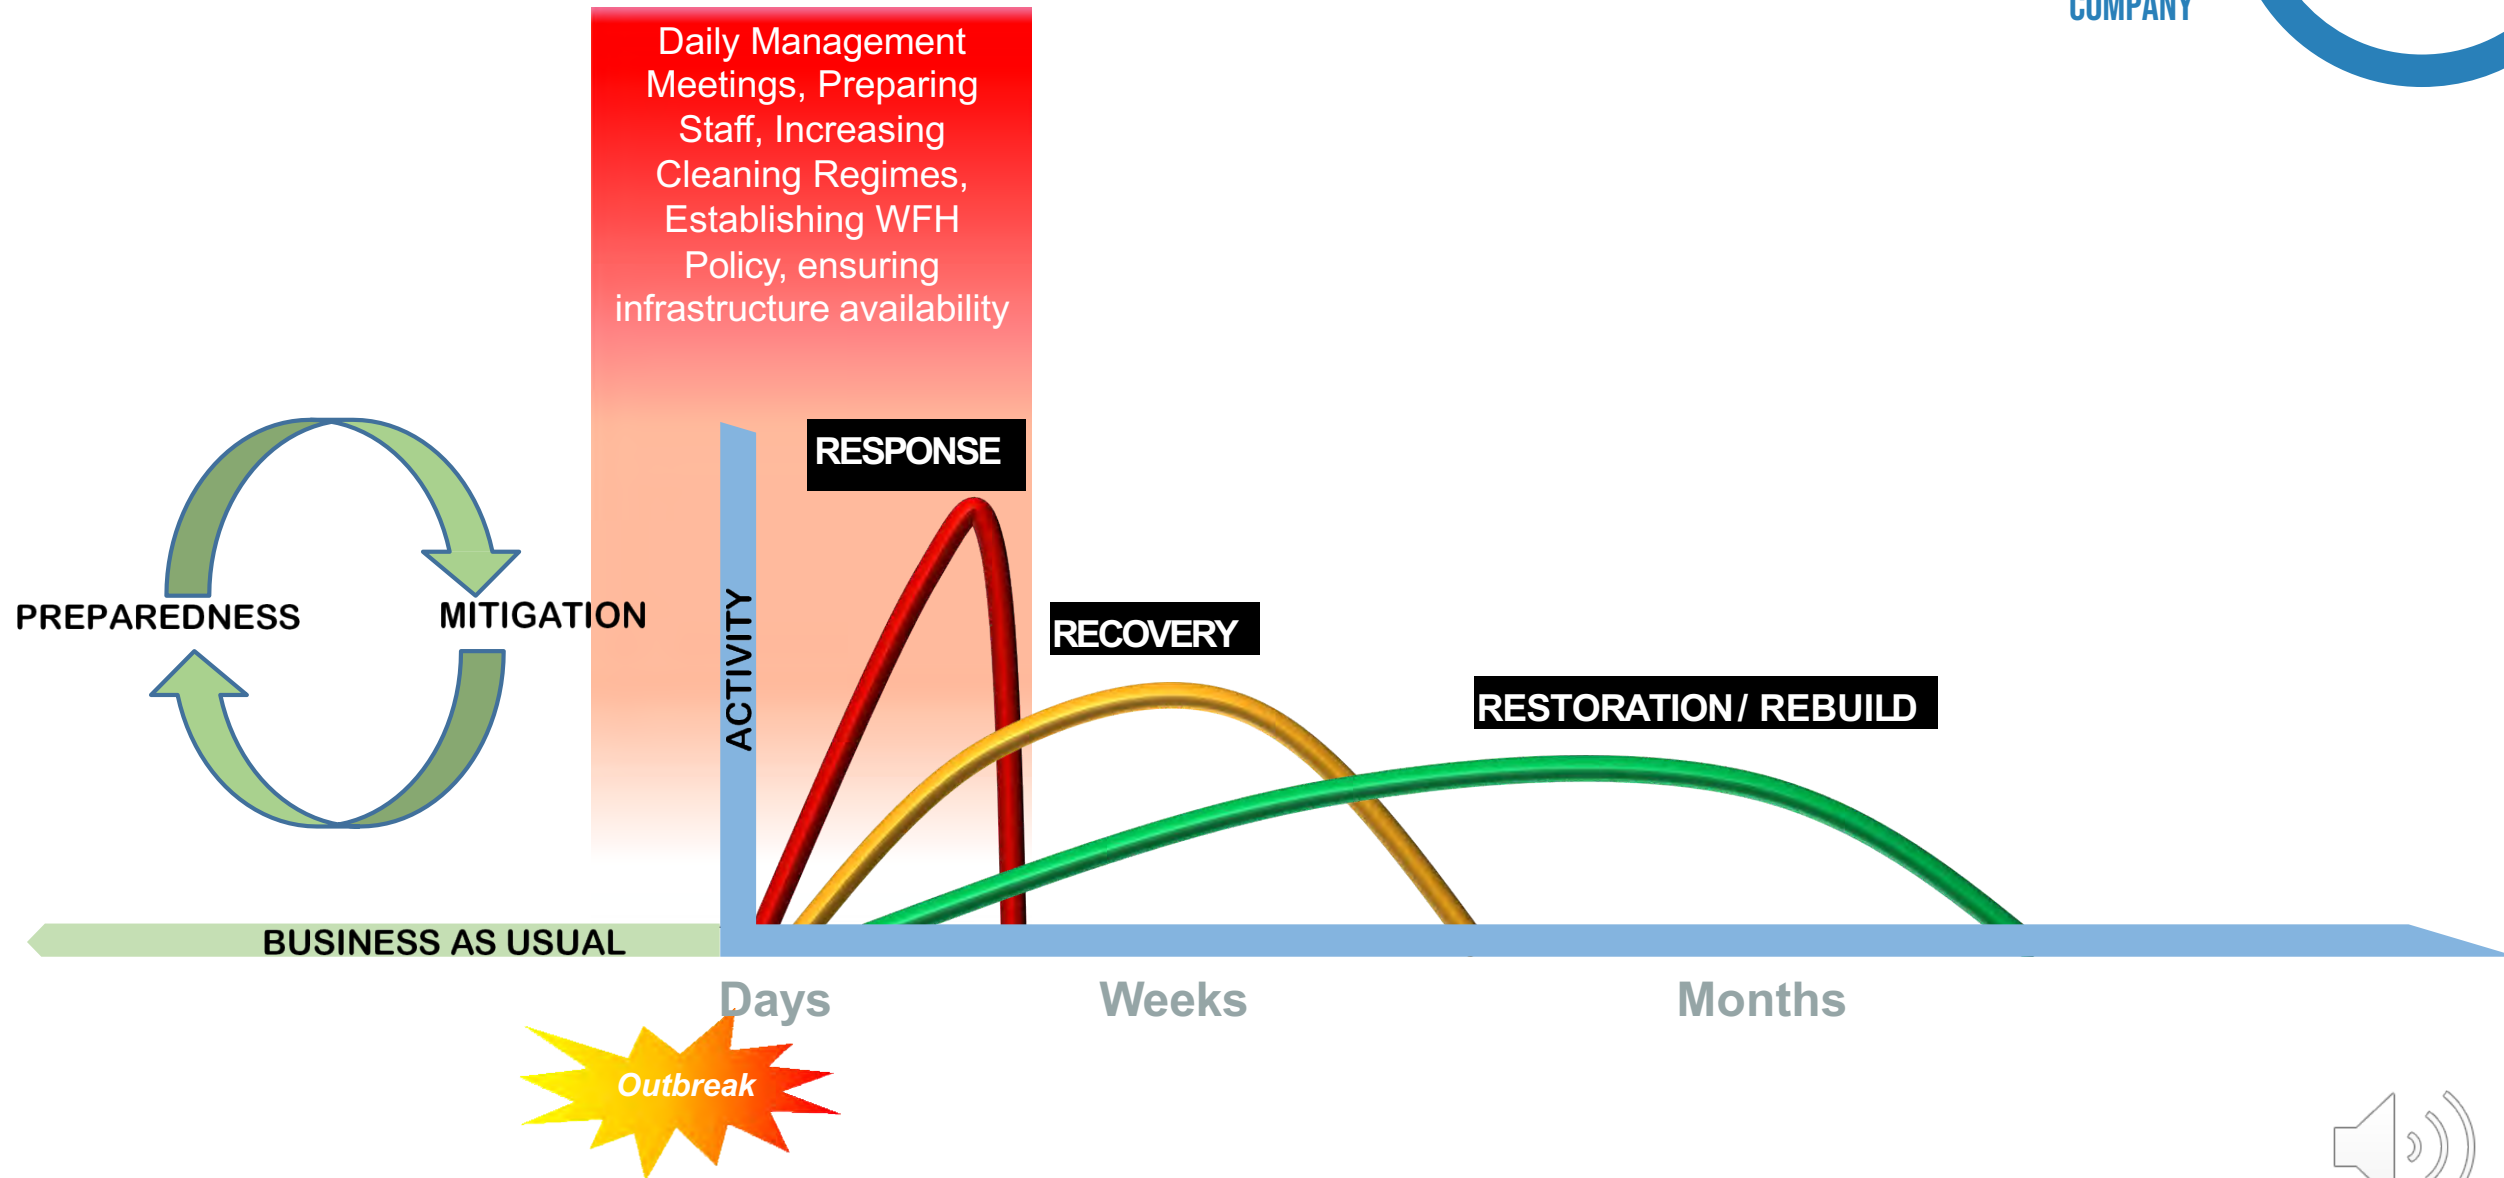 COMPANY
Daily Management
Meetings, Preparing
Staff, Increasing
Cleaning Regimes,
Establishing WFH
Policy, ensuring
infrastructure availability
RESPONSE
PREPAREDNESS
MITIGATION
ACTIVITY
RECOVERY
RESTORATION / REBUILD
BUSINESS AS USUAL
Days
Weeks
Months
Outbreak